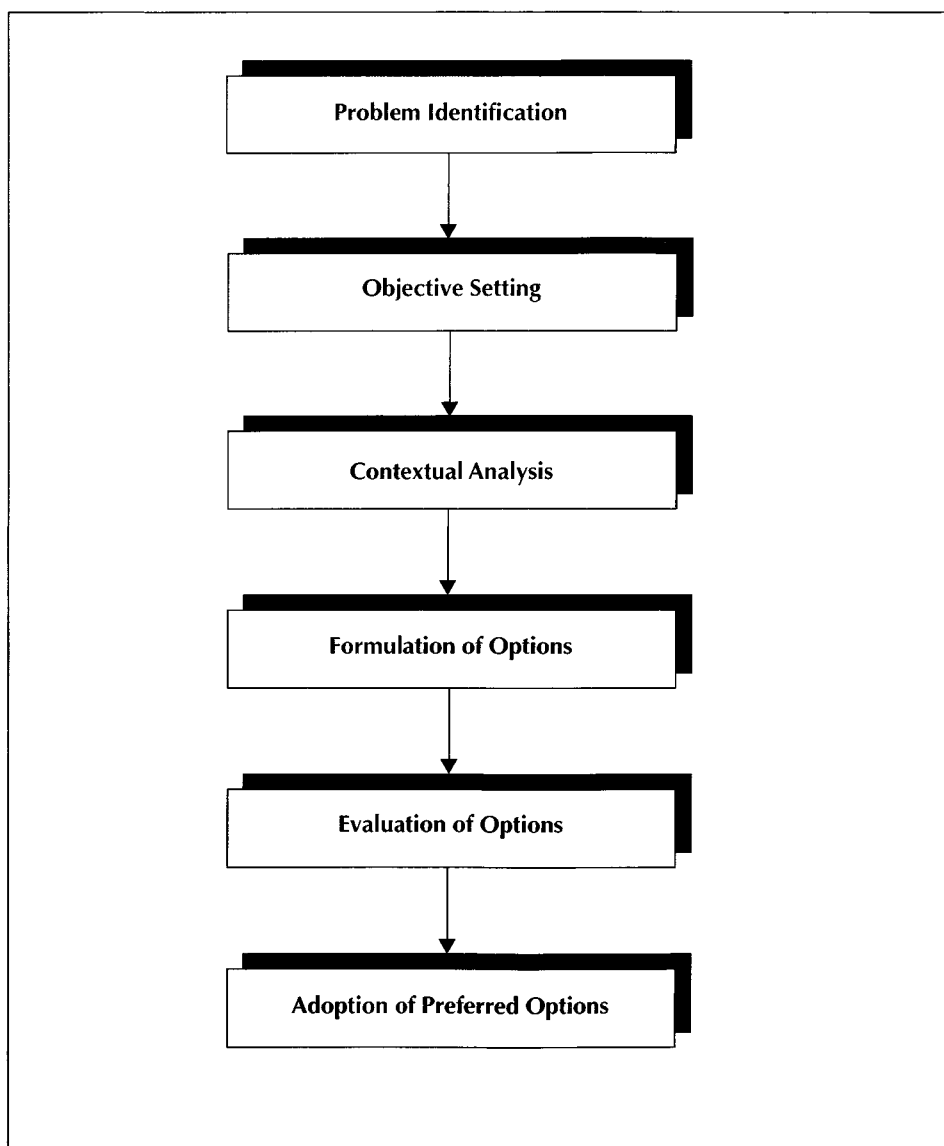 Problem Identification
Objective Setting
Contextual Analysis
Formulation of Options
Evaluation of Options
Adoption of Preferred Options